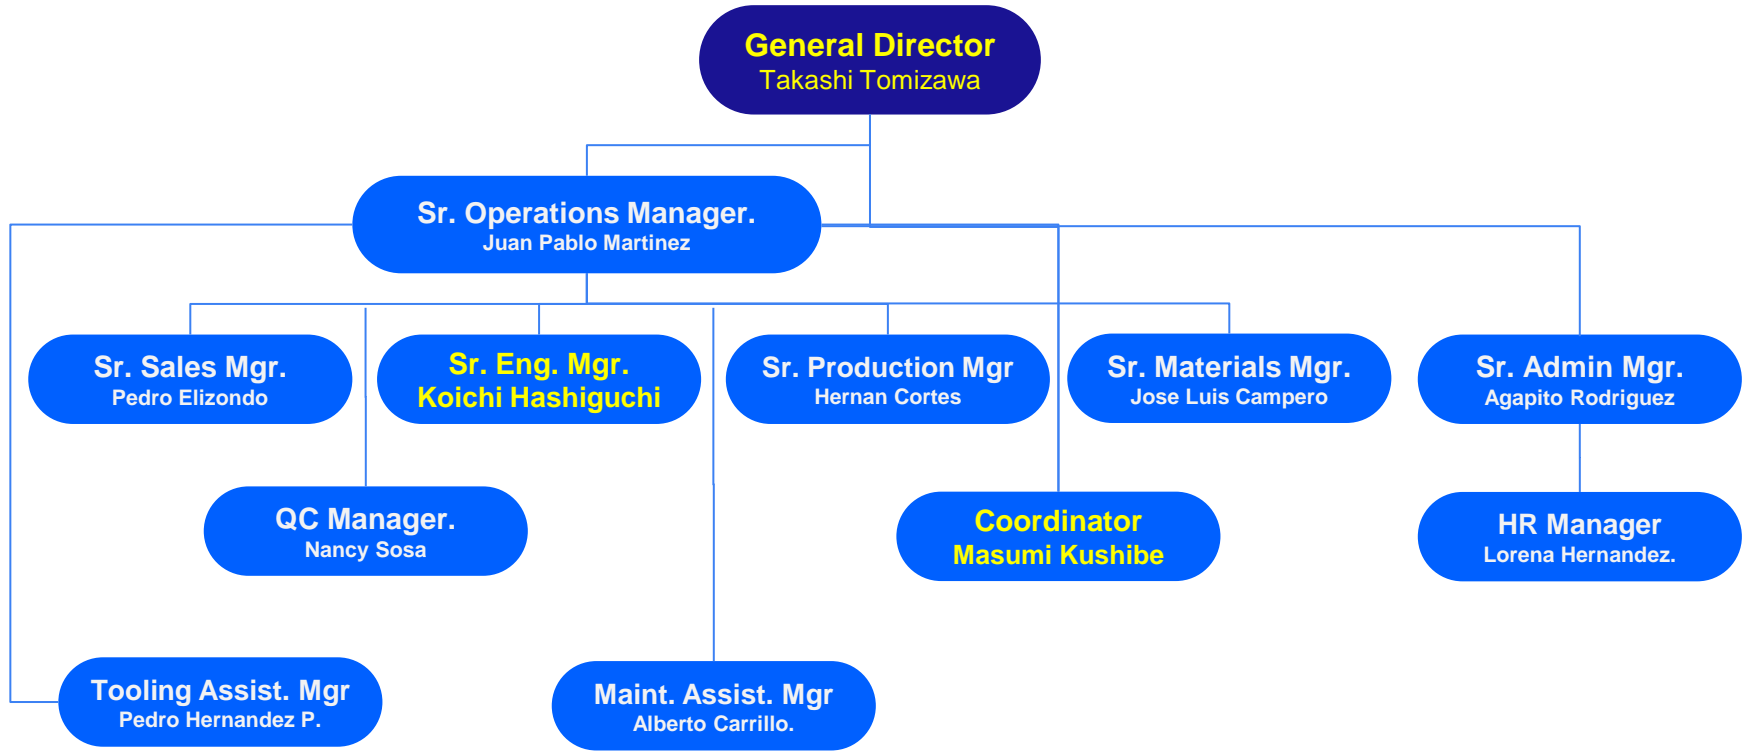 General Director
Takashi Tomizawa
Sr. Operations Manager.
Juan Pablo Martinez
Sr. Sales Mgr.
Pedro Elizondo
Sr. Eng. Mgr.
Koichi Hashiguchi
Sr. Production Mgr
Hernan Cortes
Sr. Materials Mgr.
Jose Luis Campero
Sr. Admin Mgr.
Agapito Rodriguez
QC Manager.
Nancy Sosa
Coordinator
Masumi Kushibe
HR Manager
Lorena Hernandez.
Tooling Assist. Mgr
Pedro Hernandez P.
Maint. Assist. Mgr
Alberto Carrillo.